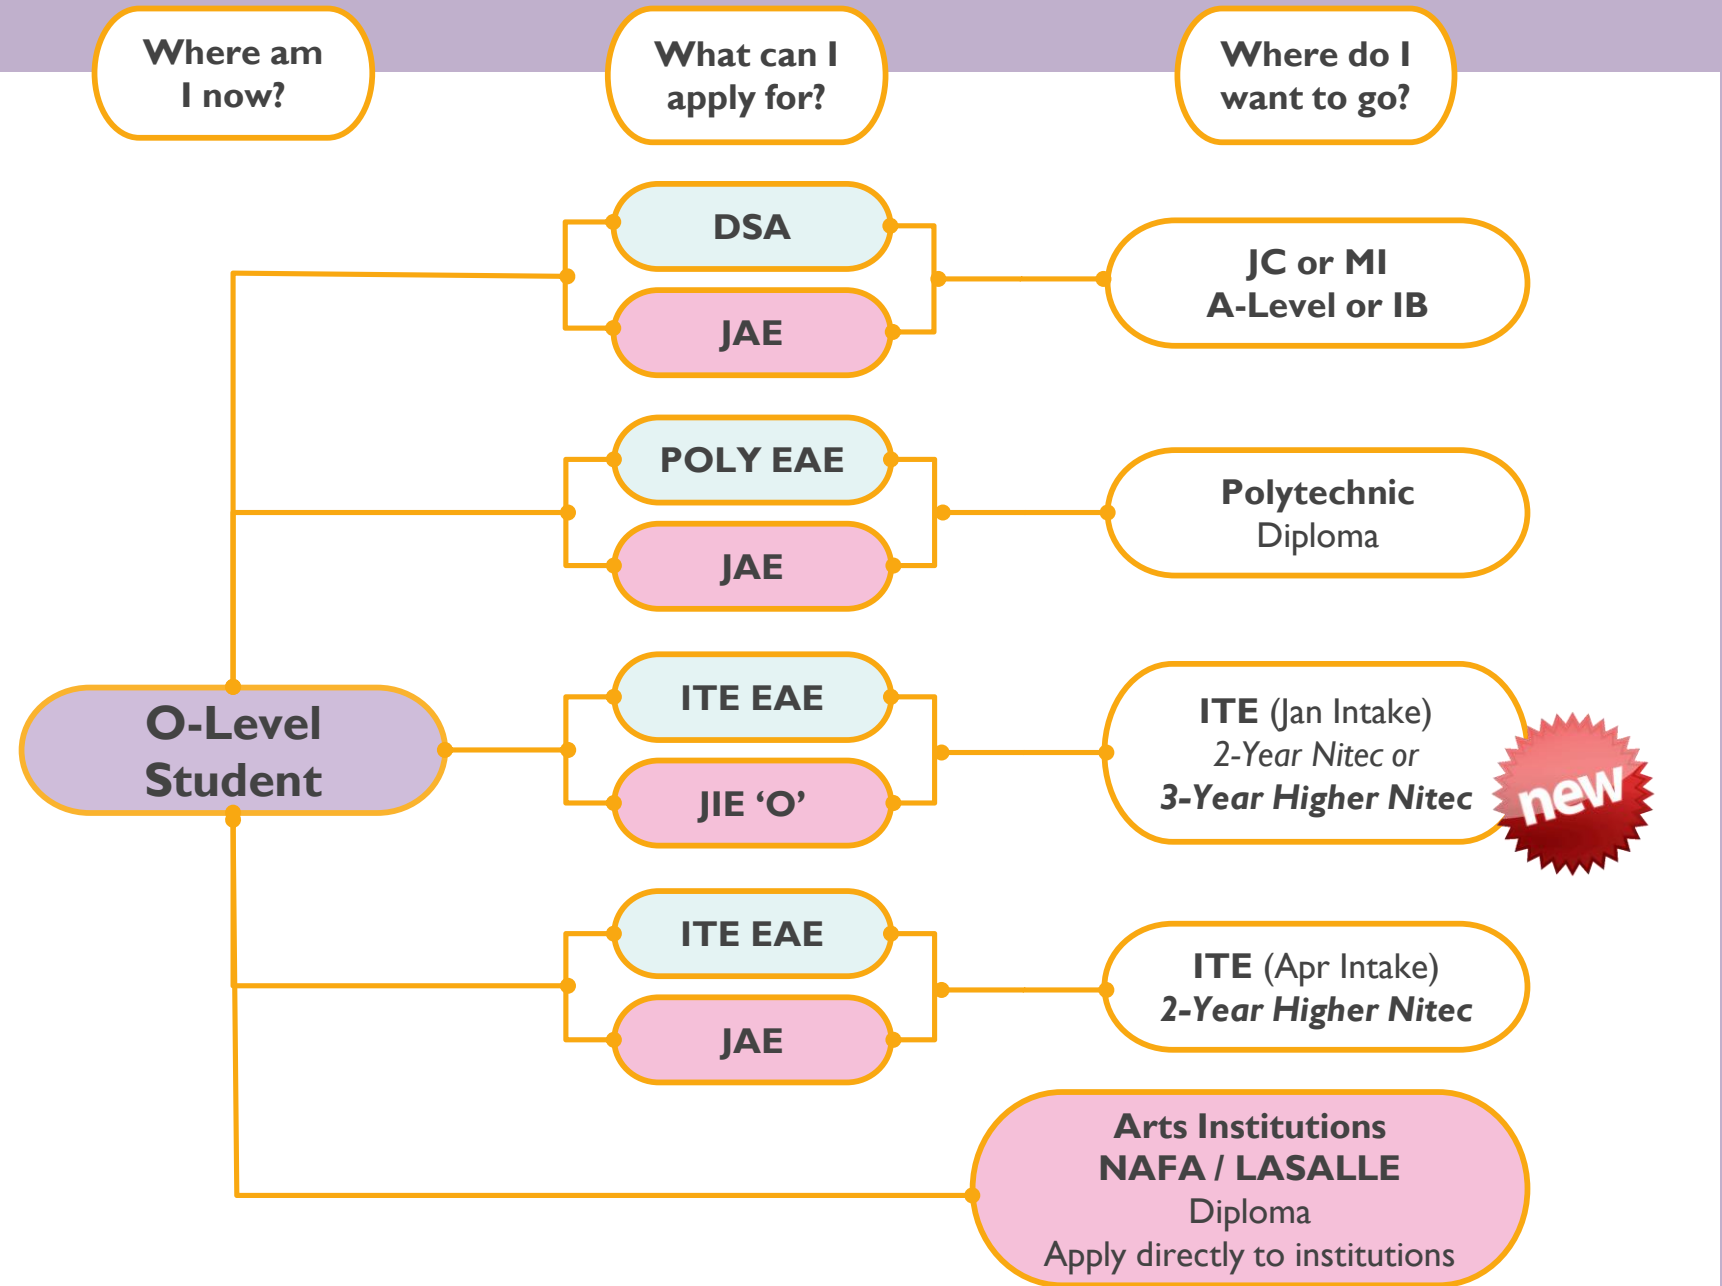 Where am
I now?
What can I
apply for?
Where do I
want to go?
DSA
JAE
JC or MI
A-Level or IB
POLY EAE
JAE
Polytechnic
Diploma
O-Level
Student
ITE EAE
JIE ‘O’
ITE (Jan Intake)
2-Year Nitec or
3-Year Higher Nitec
new
ITE EAE
JAE
ITE (Apr Intake)
2-Year Higher Nitec
Arts Institutions
NAFA / LASALLE
Diploma
Apply directly to institutions